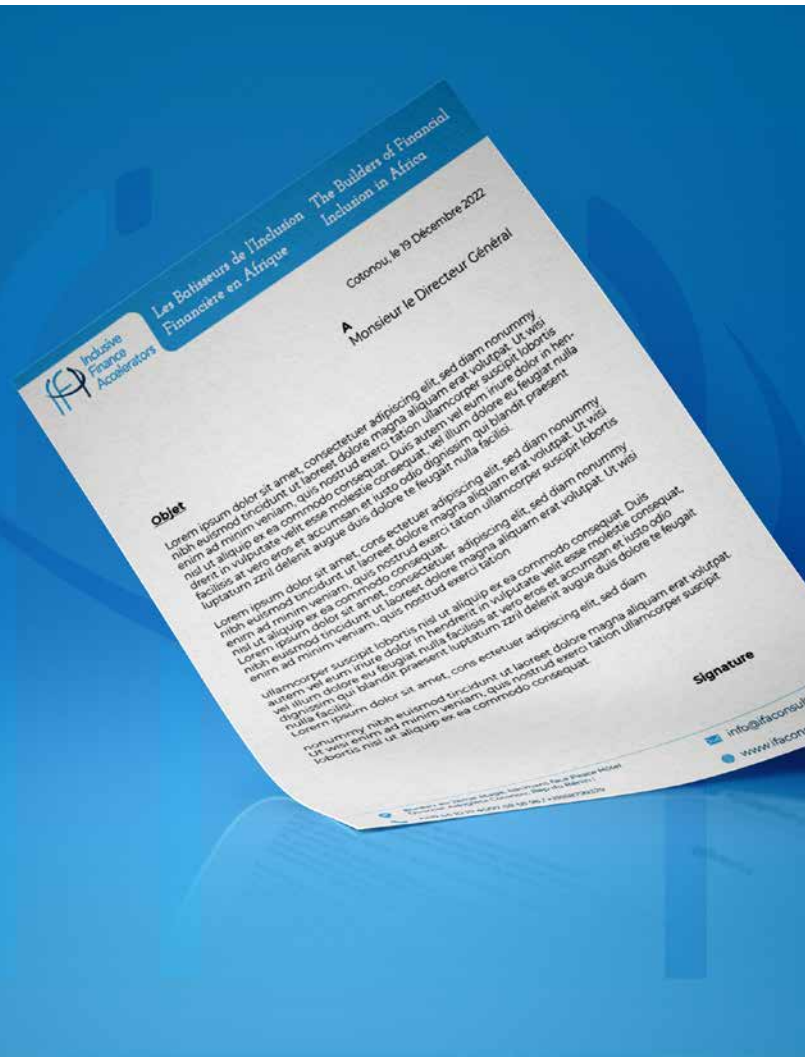 Inclusive
Finance
Accelerators
Les Batisseurs de l'Inclusion
Financière en Afrique
The Builders of Financial
Inclusion in Africa
Cotonou, le 19 Décembre 2022
A
Monsieur le Directeur Général
Objet
Lorem ipsum dolor sit amet, consectetuer adipiscing elit, sed diam nonummy
nibh euismod tincidunt ut laoreet dolore magna aliquam erat volutpat. Ut wisi
enim ad minim veniam, quis nostrud exerci tation ullamcorper suscipit lobortis
nisl ut aliquip ex ea commodo consequat. Duis autem vel eum iriure dolor in hen-
drerit in vulputate velit esse molestie consequat, vel illum dolore eu feugiat nulla
facilisis at vero eros et accumsan et iusto odio dignissim qui blandit praesent
luptatum zzril delenit augue duis dolore te feugait nulla facilisi.
Lorem ipsum dolor sit amet, cons ectetuer adipiscing elit, sed diam nonummy
nibh euismod tincidunt ut laoreet dolore magna aliquam erat volutpat. Ut wisi
enim ad minim veniam, quis nostrud exerci tation ullamcorper suscipit lobortis
nisl ut aliquip ex ea commodo consequat.
Lorem ipsum dolor sit amet, consectetuer adipiscing elit, sed diam nonummy
nibh euismod tincidunt ut laoreet dolore magna aliquam erat volutpat. Ut wisi
enim ad minim veniam, quis nostrud exerci tation
ullamcorper suscipit lobortis nisl ut aliquip ex ea commodo consequat. Duis
autem vel eum iriure dolor in hendrerit in vulputate velit esse molestie consequat,
vel illum dolore eu feugiat nulla facilisis at vero eros et accumsan et iusto odio
dignissim qui blandit praesent luptatum zzril delenit augue duis dolore te feugait
nulla facilisi.
Lorem ipsum dolor sit amet, cons ectetuer adipiscing elit, sed diam
nonummy nibh euismod tincidunt ut laoreet dolore magna aliquam erat volutpat.
Ut wisi enim ad minim veniam, quis nostrud exerci tation ullamcorper suscipit
lobortis nisl ut aliquip ex ea commodo consequat
Signature
info@ifaconsul
www.ifacon